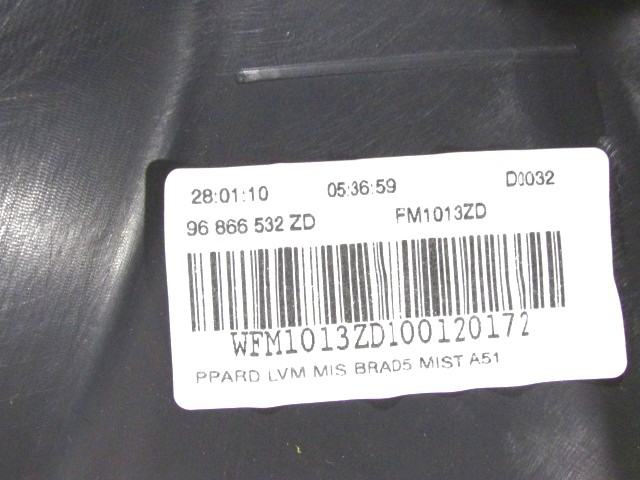 28:01:10 05:36:59 D0032
96 866 532 ZD FM1013ZD
WFM1013ZD100120172
PPARD LVM MIS BRAD5 MIST A51